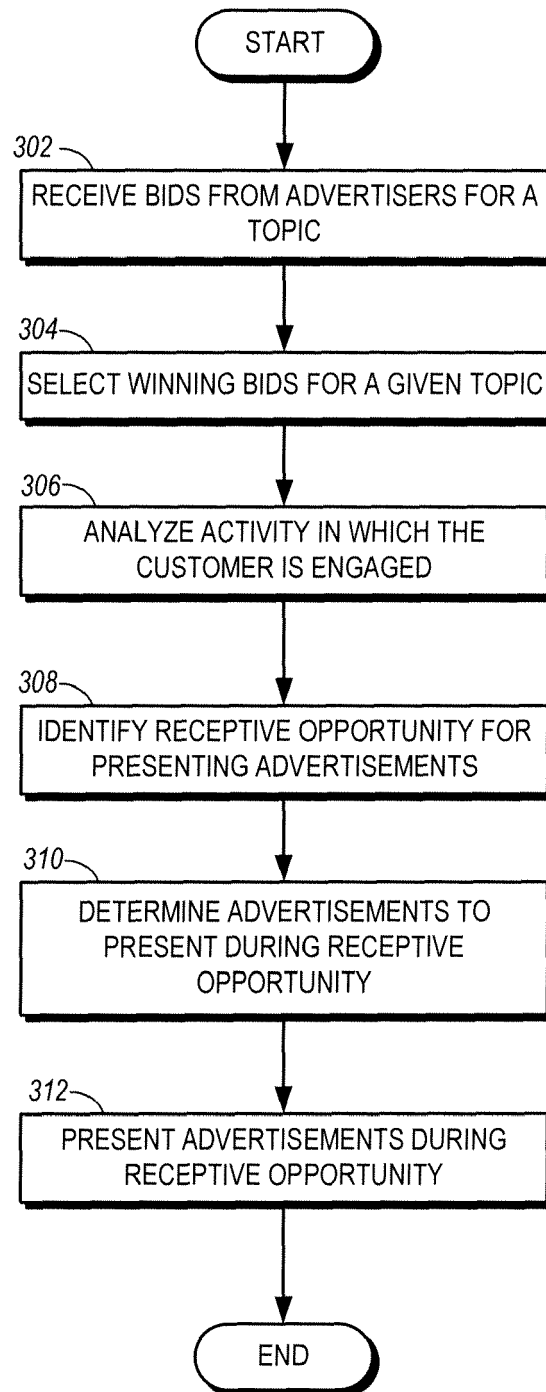 START
302
RECEIVE BIDS FROM ADVERTISERS FOR A
TOPIC
304
SELECT WINNING BIDS FOR A GIVEN TOPIC
306
ANALYZE ACTIVITY IN WHICH THE
CUSTOMER IS ENGAGED
308
IDENTIFY RECEPTIVE OPPORTUNITY FOR
PRESENTING ADVERTISEMENTS
310
DETERMINE ADVERTISEMENTS TO
PRESENT DURING RECEPTIVE
OPPORTUNITY
312
PRESENT ADVERTISEMENTS DURING
RECEPTIVE OPPORTUNITY
END